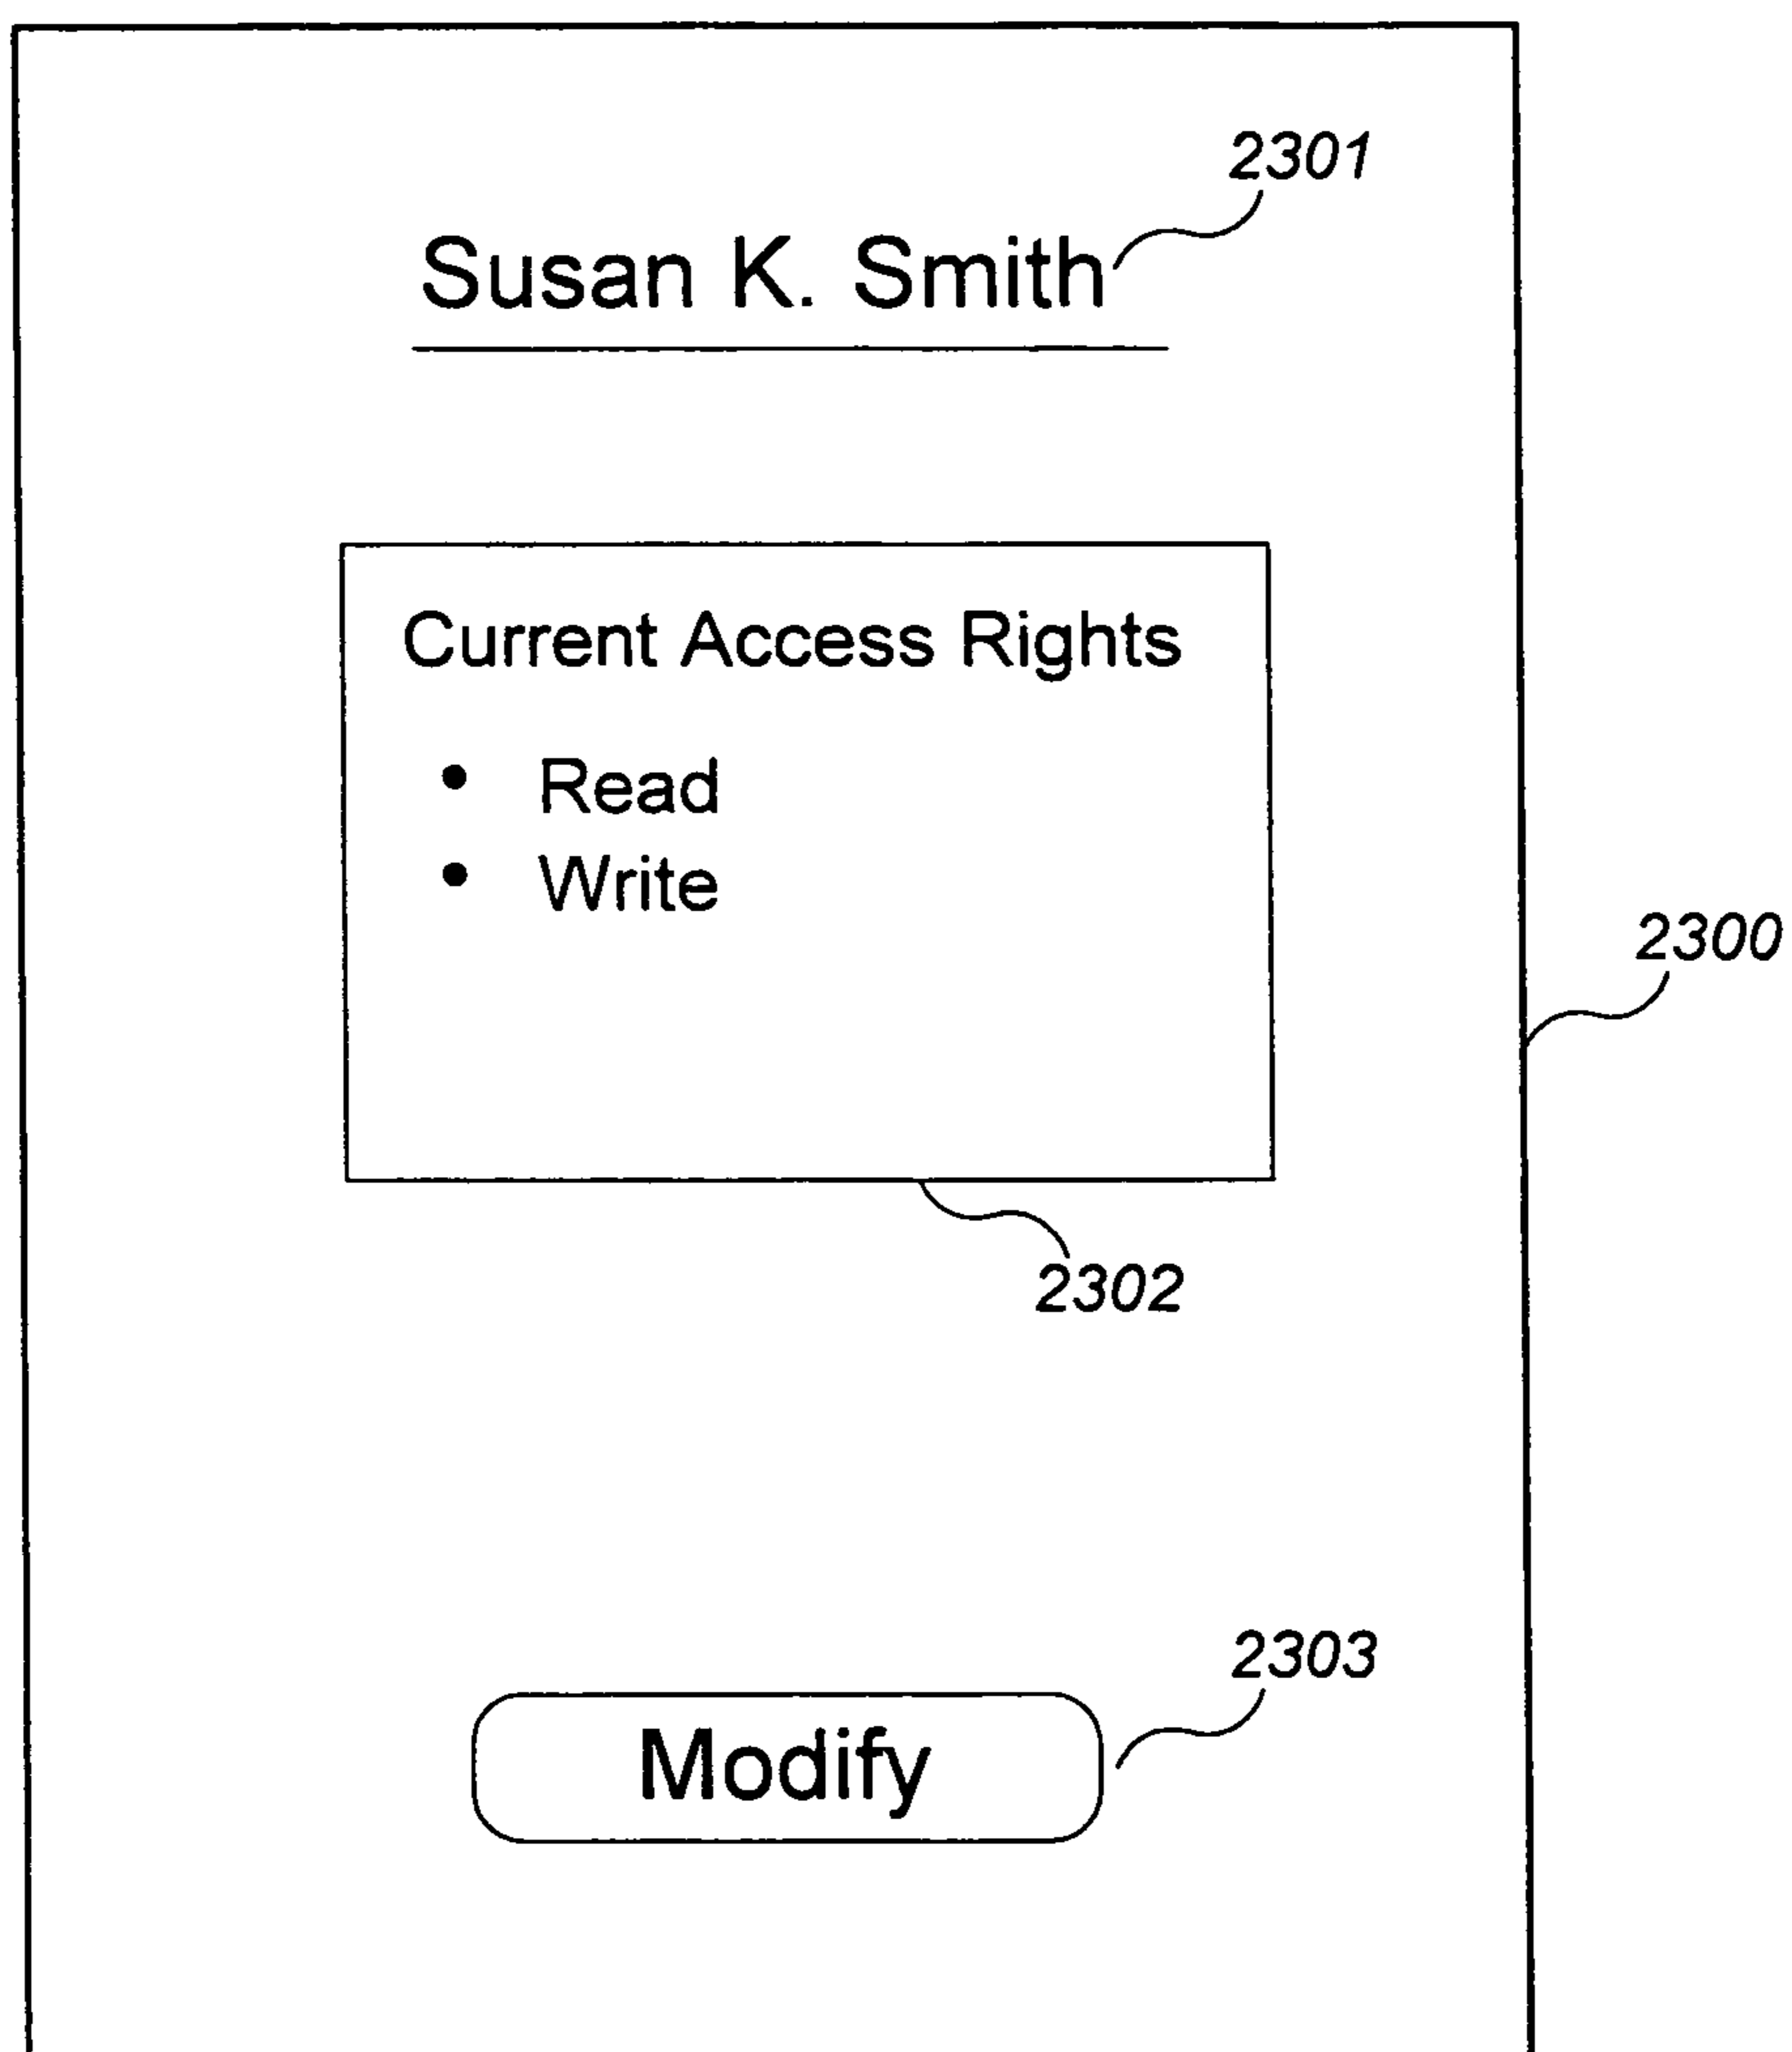 2301
Susan K. Smith
Current Access Rights
• Read
• Write
2300
2302
2303
Modify